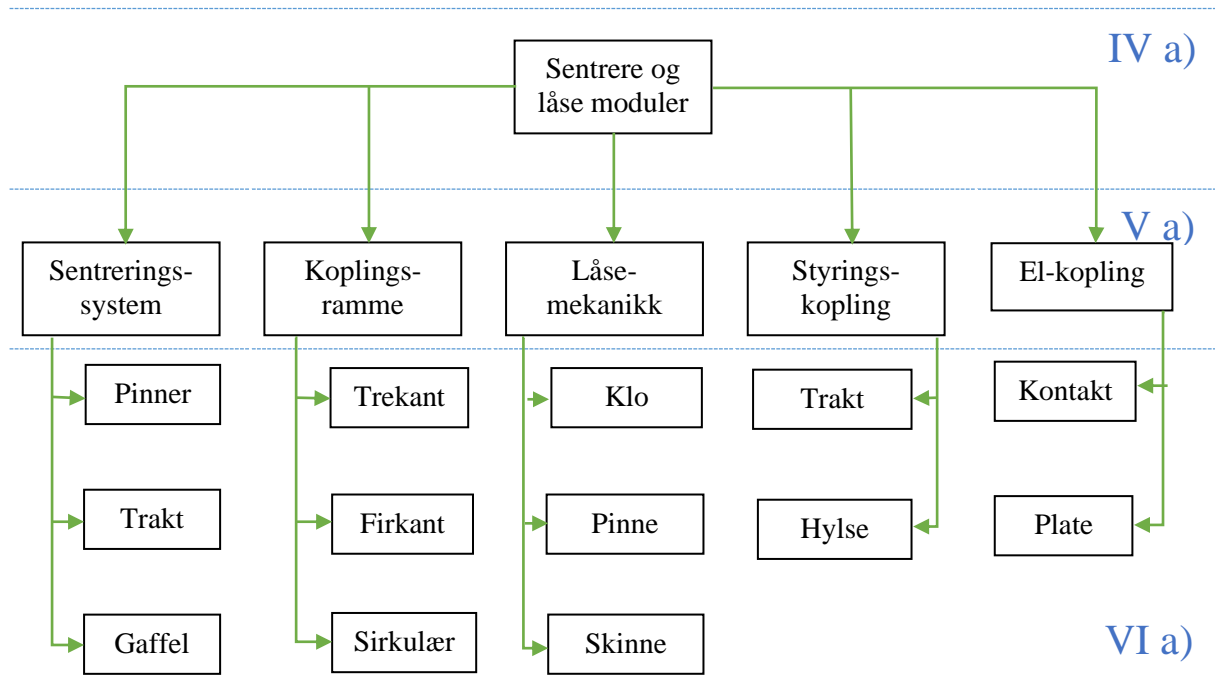 IV a)
Sentrere og
låse moduler
V a)
Sentrerings-
system
Koplings-
ramme
Låse-
mekanikk
Styrings-
kopling
El-kopling
Pinner
Trekant
Klo
Trakt
Kontakt
Trakt
Firkant
Pinne
Hylse
Plate
Gaffel
Sirkulær
Skinne
VI a)